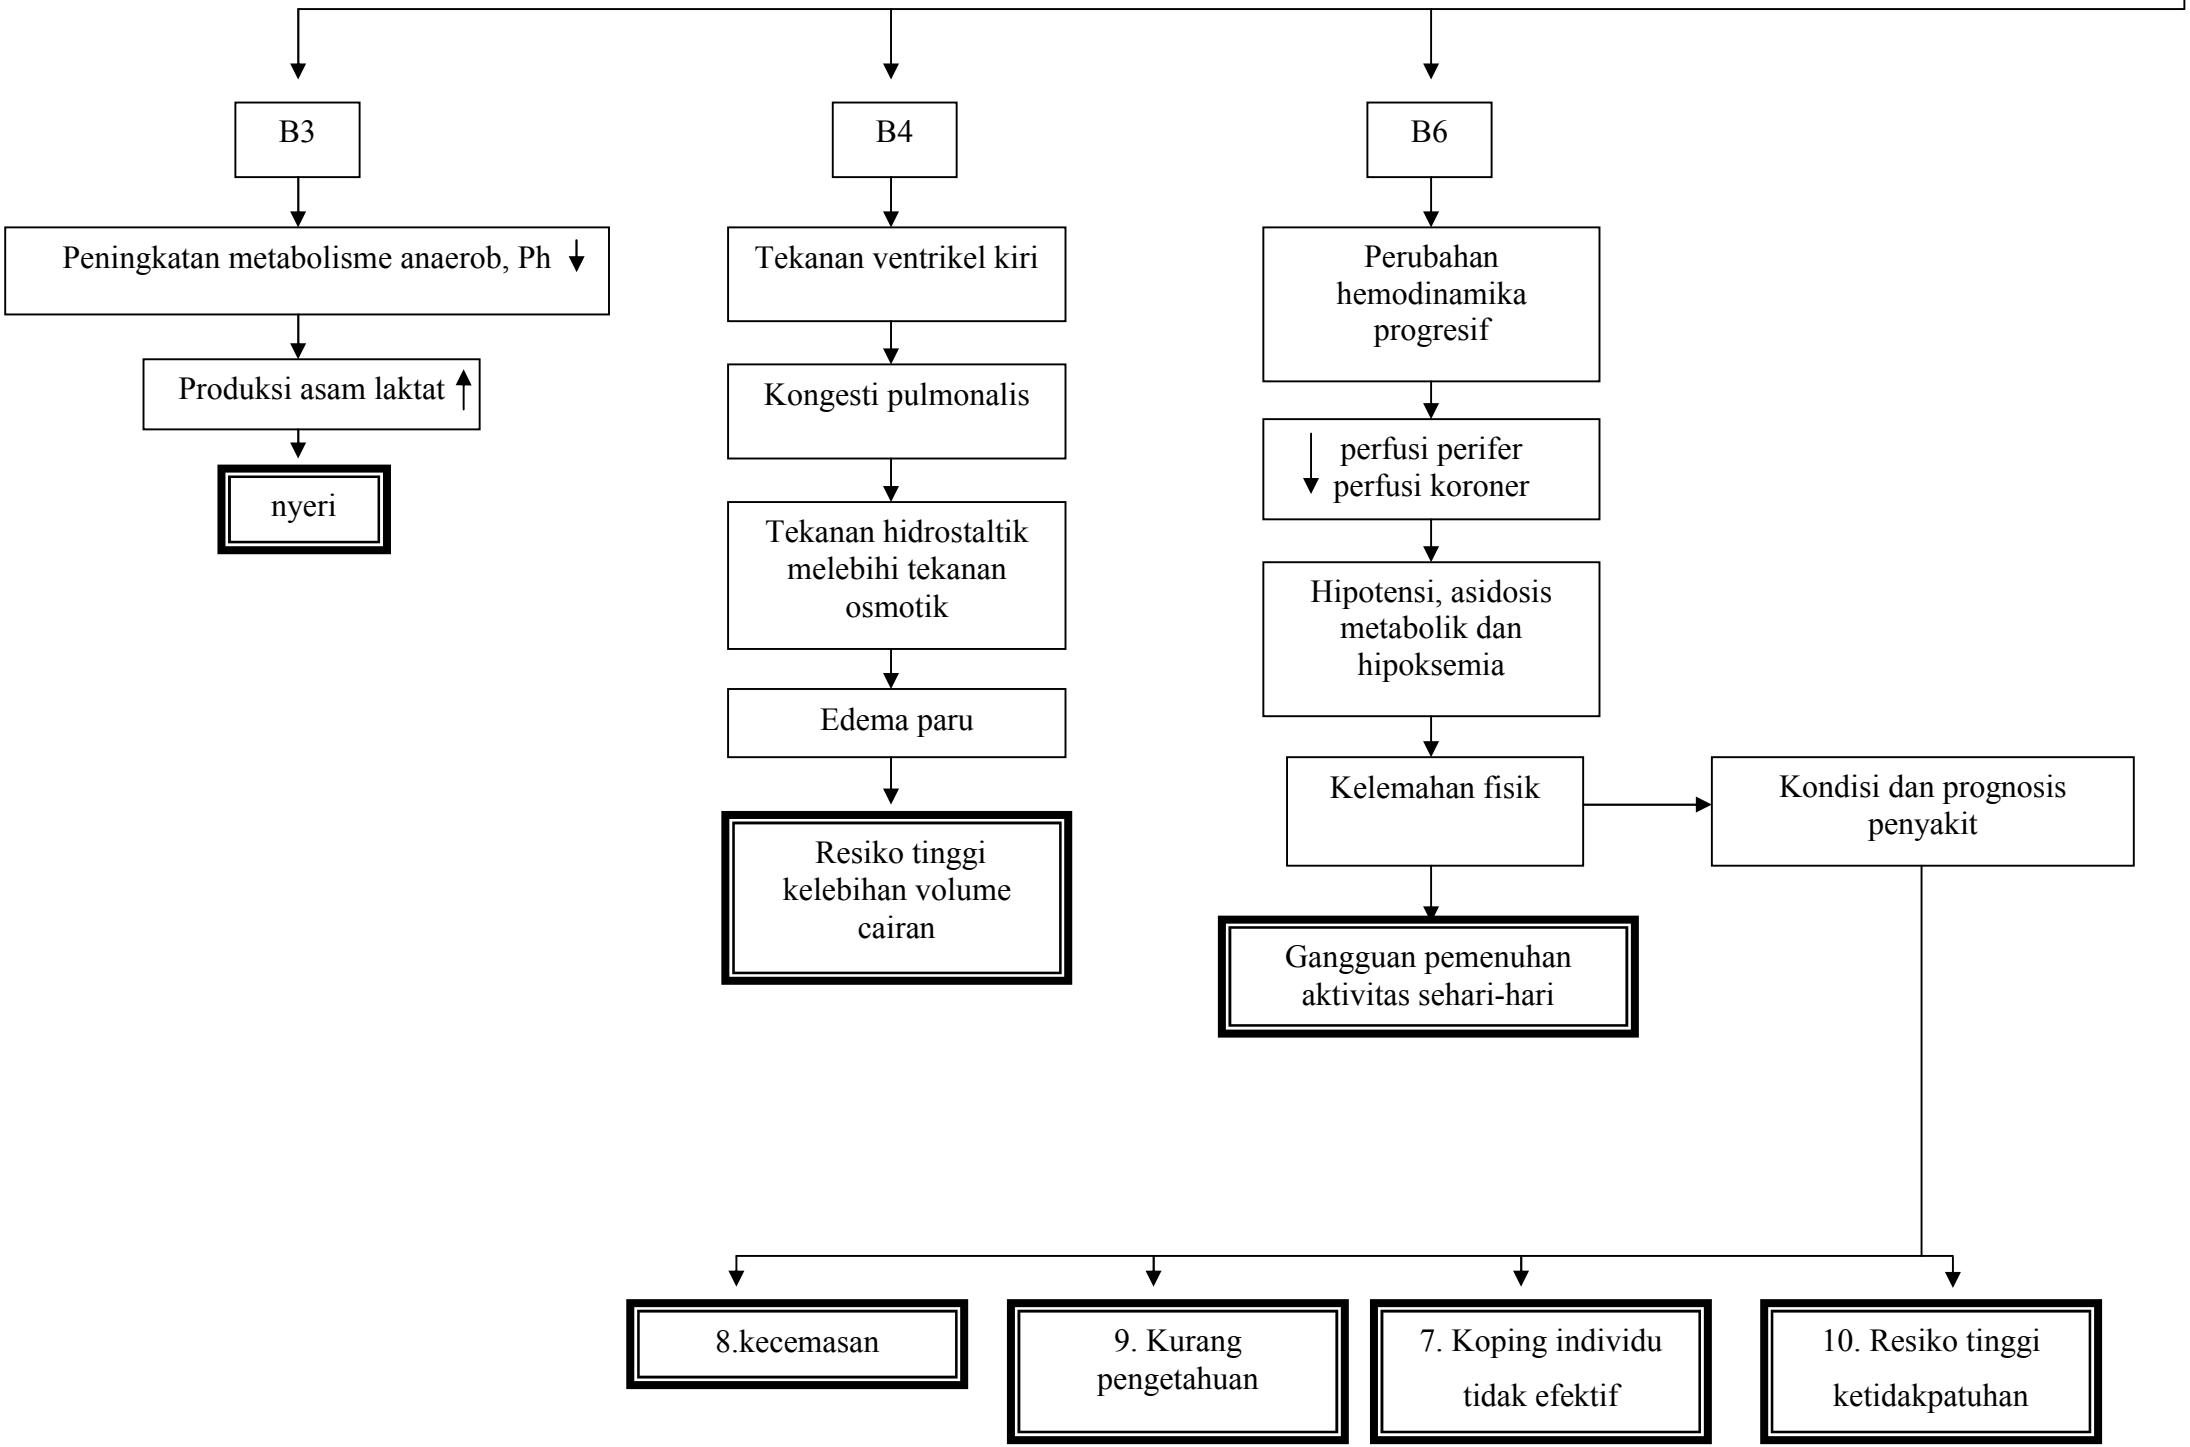 B3
Peningkatan metabolisme anaerob, Ph ↓
Produksi asam laktat ↑
nyeri
B4
Tekanan ventrikel kiri
Kongesti pulmonalis
Tekanan hidrostaltik
melebihi tekanan
osmotik
Edema paru
Resiko tinggi
kelebihan volume
cairan
B6
Perubahan
hemodinamika
progresif
↓ perfusi perifer
perfusi koroner
Hipotensi, asidosis
metabolik dan
hipoksemia
Kelemahan fisik
Kondisi dan prognosis
penyakit
Gangguan pemenuhan
aktivitas sehari-hari
8.kecemasan
9. Kurang
pengetahuan
7. Koping individu
tidak efektif
10. Resiko tinggi
ketidakpatuhan